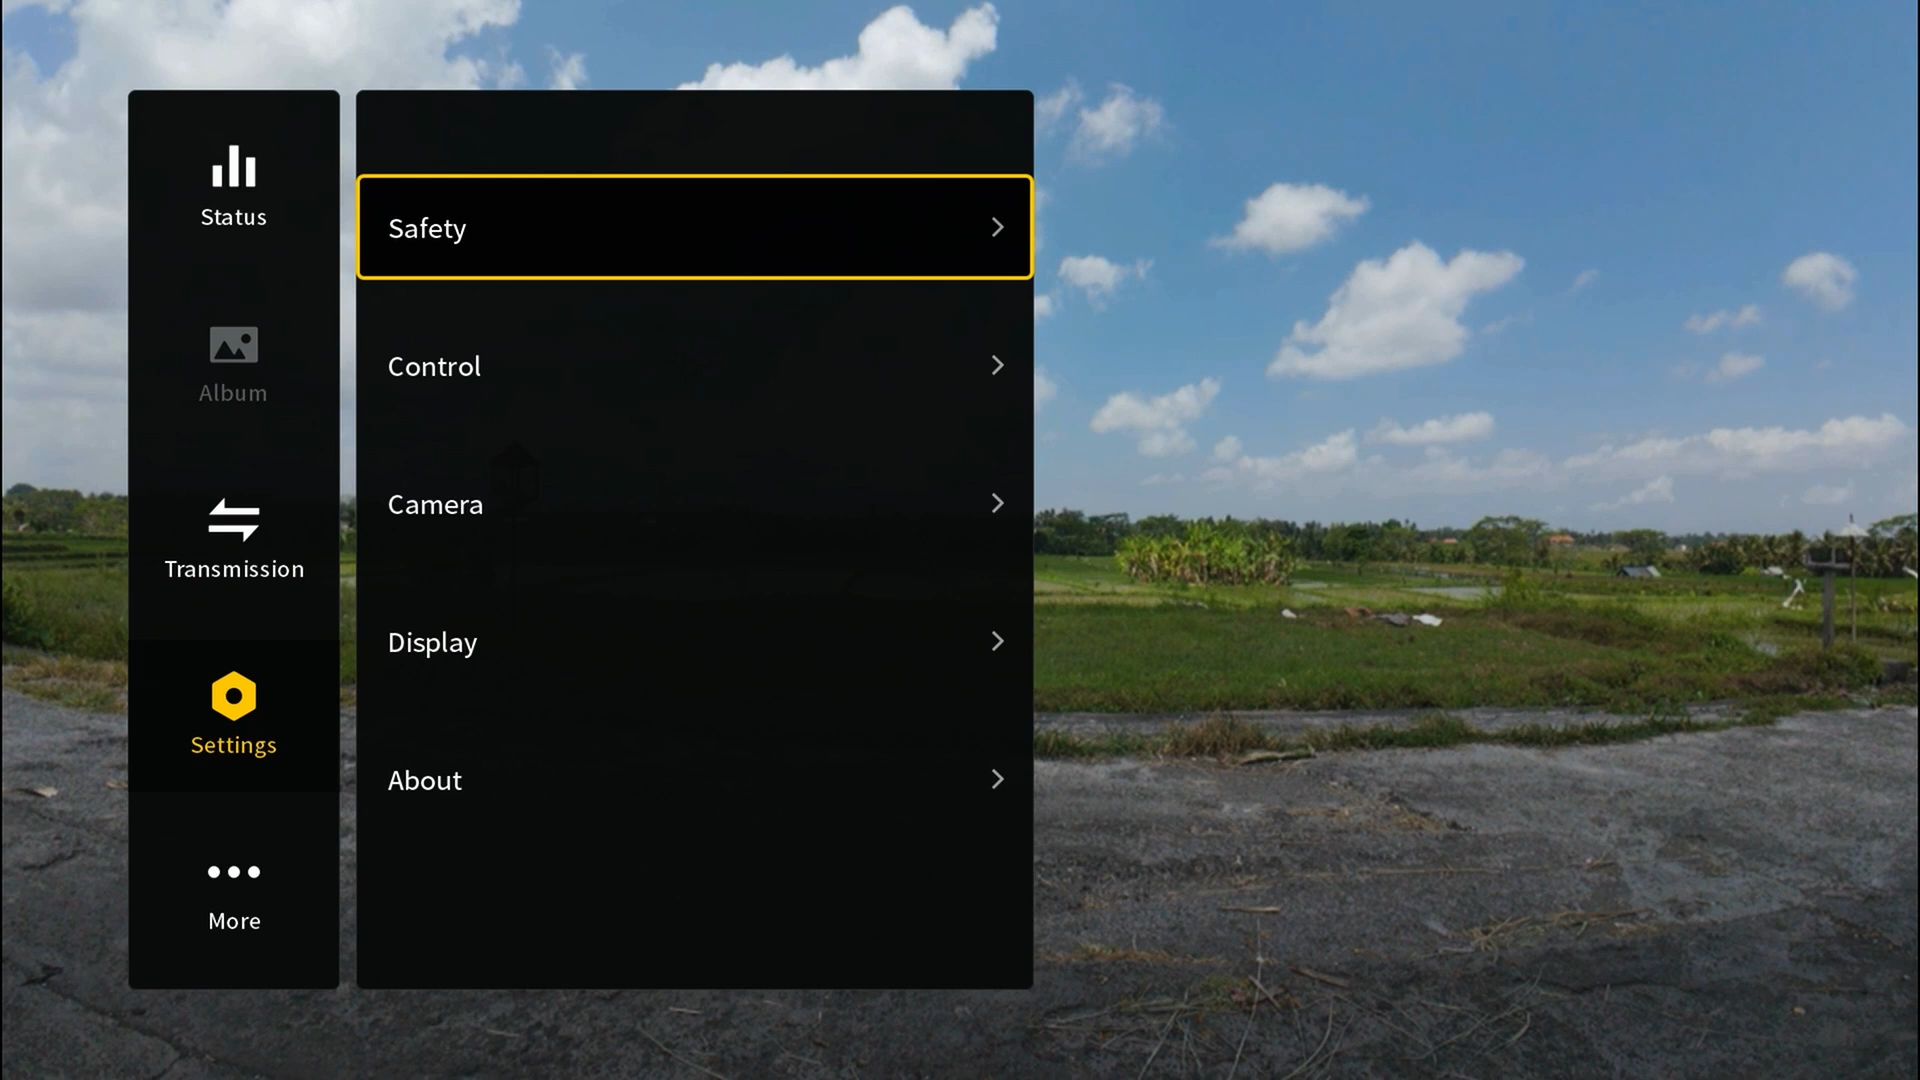 Status
Album
Transmission
Settings
More
Safety
Control
Camera
Display
About